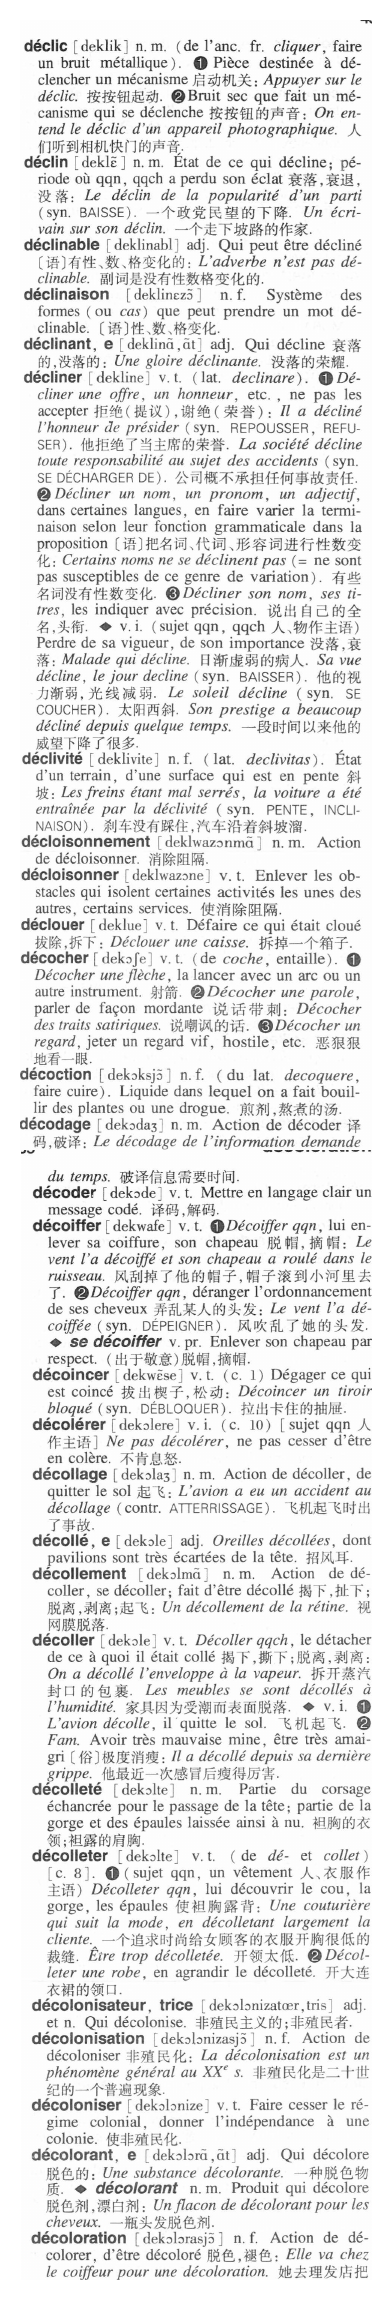 déclic [deklik] n. m. (de l'anc. fr. cliquer, faire
un bruit métallique). ❶ Pièce destinée à dé-
clencher un mécanisme 启动机关: Appuyer sur le
déclic. 按按钮起动. ❷ Bruit sec que fait un mé-
canisme qui se déclenche 按按钮的声音: On en-
tend le déclic d'un appareil photographique. 人
们听到相机快门的声音.
déclin [deklɛ̃] n. m. État de ce qui décline; pé-
riode où qqn, qqch a perdu son éclat 衰落,衰退,
没落: Le déclin de la popularité d'un parti
(syn. BAISSE). 一个政党民望的下降. Un écri-
vain sur son déclin. 一个走下坡路的作家.
déclinable [deklinabl] adj. Qui peut être décliné
〔语〕有性、数、格变化的: L'adverbe n'est pas dé-
clinable. 副词是没有性数格变化的.
déclinaison [deklinɛzɔ̃] n. f. Système des
formes (ou cas) que peut prendre un mot dé-
clinable. 〔语〕性、数、格变化.
déclinant, e [deklinɑ̃,ɑ̃t] adj. Qui décline 衰落
的,没落的: Une gloire déclinante. 没落的荣耀.
décliner [dekline] v. t. (lat. declinare). ❶ Dé-
cliner une offre, un honneur, etc., ne pas les
accepter 拒绝(提议),谢绝(荣誉): Il a décliné
l'honneur de présider (syn. REPOUSSER, REFU-
SER). 他拒绝了当主席的荣誉. La société décline
toute responsabilité au sujet des accidents (syn.
SE DÉCHARGER DE). 公司概不承担任何事故责任.
❷ Décliner un nom, un pronom, un adjectif,
dans certaines langues, en faire varier la termi-
naison selon leur fonction grammaticale dans la
proposition 〔语〕把名词、代词、形容词进行性数变
化: Certains noms ne se déclinent pas (= ne sont
pas susceptibles de ce genre de variation). 有些
名词没有性数变化. ❸ Décliner son nom, ses ti-
tres, les indiquer avec précision. 说出自己的全
名,头衔. ◆ v. i. (sujet qqn, qqch 人、物作主语)
Perdre de sa vigueur, de son importance 没落,衰
落: Malade qui décline. 日渐虚弱的病人. Sa vue
décline, le jour decline (syn. BAISSER). 他的视
力渐弱,光线减弱. Le soleil décline (syn. SE
COUCHER). 太阳西斜. Son prestige a beaucoup
décliné depuis quelque temps. 一段时间以来他的
威望下降了很多.
déclivité [deklivite] n. f. (lat. declivitas). État
d'un terrain, d'une surface qui est en pente 斜
坡: Les freins étant mal serrés, la voiture a été
entraînée par la déclivité (syn. PENTE, INCLI-
NAISON). 刹车没有踩住,汽车沿着斜坡溜.
décloisonnement [deklwazɔnmɑ̃] n. m. Action
de décloisonner. 消除阻隔.
décloisonner [deklwazɔne] v. t. Enlever les ob-
stacles qui isolent certaines activités les unes des
autres, certains services. 使消除阻隔.
déclouer [deklue] v. t. Défaire ce qui était cloué
拔除,拆下: Déclouer une caisse. 拆掉一个箱子.
décocher [dekɔʃe] v. t. (de coche, entaille). ❶
Décocher une flèche, la lancer avec un arc ou un
autre instrument. 射箭. ❷ Décocher une parole,
parler de façon mordante 说话带刺: Décocher
des traits satiriques. 说嘲讽的话. ❸ Décocher un
regard, jeter un regard vif, hostile, etc. 恶狠狠
地看一眼.
décoction [dekɔksjɔ̃] n. f. (du lat. decoquere,
faire cuire). Liquide dans lequel on a fait bouil-
lir des plantes ou une drogue. 煎剂,熬煮的汤.
décodage [dekɔdaʒ] n. m. Action de décoder 译
码,破译: Le décodage de l'information demande
du temps. 破译信息需要时间.
décoder [dekɔde] v. t. Mettre en langage clair un
message codé. 译码,解码.
décoiffer [dekwafe] v. t. ❶ Décoiffer qqn, lui en-
lever sa coiffure, son chapeau 脱帽,摘帽: Le
vent l'a décoiffé et son chapeau a roulé dans le
ruisseau. 风刮掉了他的帽子,帽子滚到小河里去
了. ❷ Décoiffer qqn, déranger l'ordonnancement
de ses cheveux 弄乱某人的头发: Le vent l'a dé-
coiffée (syn. DÉPEIGNER). 风吹乱了她的头发.
◆ se décoiffer v. pr. Enlever son chapeau par
respect. (出于敬意)脱帽,摘帽.
décoincer [dekwɛ̃se] v. t. (c. 1) Dégager ce qui
est coincé 拔出楔子,松动: Décoincer un tiroir
bloqué (syn. DÉBLOQUER). 拉出卡住的抽屉.
décolérer [dekɔlere] v. i. (c. 10) [sujet qqn 人
作主语] Ne pas décolérer, ne pas cesser d'être
en colère. 不肯息怒.
décollage [dekɔlaʒ] n. m. Action de décoller, de
quitter le sol 起飞: L'avion a eu un accident au
décollage (contr. ATTERRISSAGE). 飞机起飞时出
了事故.
décollé, e [dekɔle] adj. Oreilles décollées, dont
pavilions sont très écartées de la tête. 招风耳.
décollement [dekɔlmɑ̃] n. m. Action de dé-
coller, se décoller; fait d'être décollé 揭下,扯下;
脱离,剥离;起飞: Un décollement de la rétine. 视
网膜脱落.
décoller [dekɔle] v. t. Décoller qqch, le détacher
de ce à quoi il était collé 揭下,撕下;脱离,剥离:
On a décollé l'enveloppe à la vapeur. 拆开蒸汽
封口的包裹. Les meubles se sont décollés à
l'humidité. 家具因为受潮而表面脱落. ◆ v. i. ❶
L'avion décolle, il quitte le sol. 飞机起飞. ❷
Fam. Avoir très mauvaise mine, être très amai-
gri〔俗〕极度消瘦: Il a décollé depuis sa dernière
grippe. 他最近一次感冒后瘦得厉害.
décolleté [dekɔlte] n. m. Partie du corsage
échancrée pour le passage de la tête; partie de la
gorge et des épaules laissée ainsi à nu. 袒胸的衣
领;袒露的肩胸.
décolleter [dekɔlte] v. t. (de dé- et collet)
[c. 8]. ❶ (sujet qqn, un vêtement 人、衣服作
主语) Décolleter qqn, lui découvrir le cou, la
gorge, les épaules 使袒胸露背: Une couturière
qui suit la mode, en décolletant largement la
cliente. 一个追求时尚给女顾客的衣服开胸很低的
裁缝. Être trop décolletée. 开领太低. ❷ Décol-
leter une robe, en agrandir le décolleté. 开大连
衣裙的领口.
décolonisateur, trice [dekɔlɔnizatœr,tris] adj.
et n. Qui décolonise. 非殖民主义的;非殖民者.
décolonisation [dekɔlɔnizasjɔ̃] n. f. Action de
décoloniser 非殖民化: La décolonisation est un
phénomène général au XXᵉ s. 非殖民化是二十世
纪的一个普遍现象.
décoloniser [dekɔlɔnize] v. t. Faire cesser le ré-
gime colonial, donner l'indépendance à une
colonie. 使非殖民化.
décolorant, e [dekɔlɔrɑ̃,ɑ̃t] adj. Qui décolore
脱色的: Une substance décolorante. 一种脱色物
质. ◆ décolorant n. m. Produit qui décolore
脱色剂,漂白剂: Un flacon de décolorant pour les
cheveux. 一瓶头发脱色剂.
décoloration [dekɔlɔrasjɔ̃] n. f. Action de dé-
colorer, d'être décoloré 脱色,褪色: Elle va chez
le coiffeur pour une décoloration. 她去理发店把